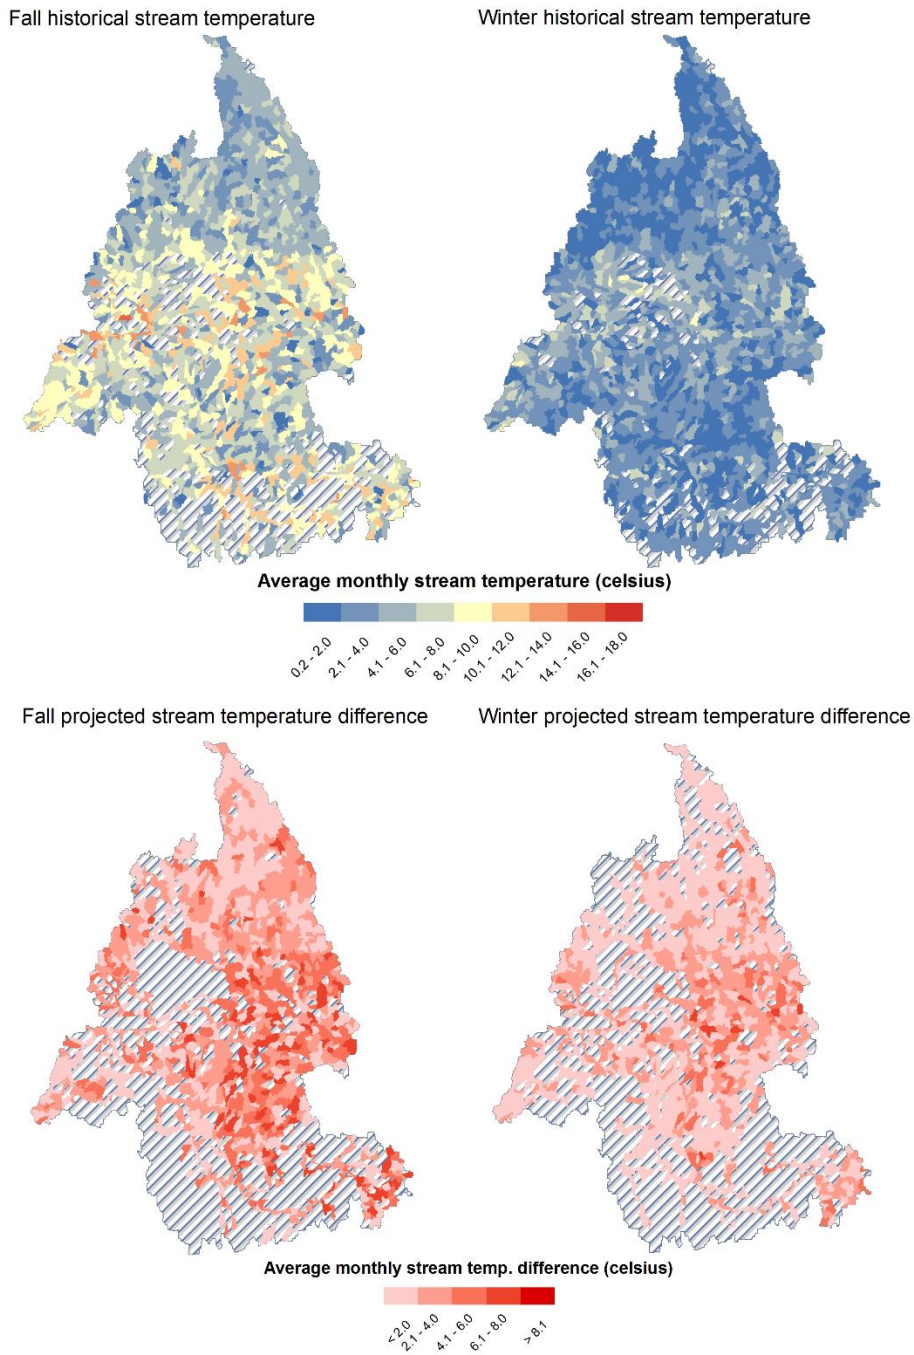 Fall historical stream temperature
Winter historical stream temperature
Average monthly stream temperature (celsius)
0.2 - 2.0
2.1 - 4.0
4.1 - 6.0
6.1 - 8.0
8.1 - 10.0
10.1 - 12.0
12.1 - 14.0
14.1 - 16.0
16.1 - 18.0
Fall projected stream temperature difference
Winter projected stream temperature difference
Average monthly stream temp. difference (celsius)
< 2.0
2.1 - 4.0
4.1 - 6.0
6.1 - 8.0
> 8.1